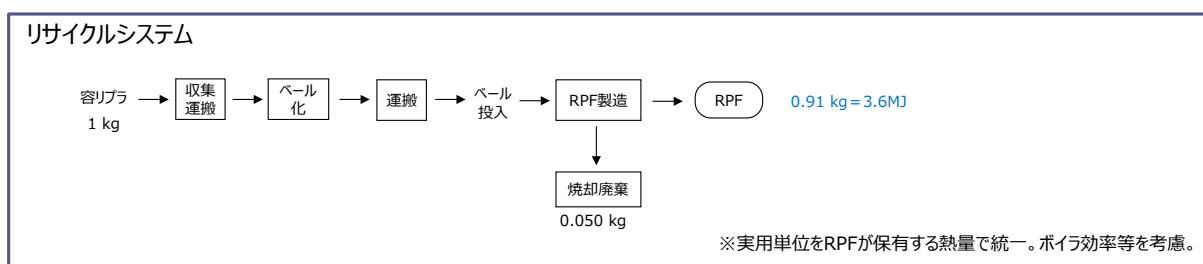 リサイクルシステム
容リプラ
1 kg
収集
運搬
ベール
化
運搬
ベール
投入
RPF製造
RPF
0.91 kg＝3.6MJ
焼却廃棄
0.050 kg
※実用単位をRPFが保有する熱量で統一。ボイラ効率等を考慮。